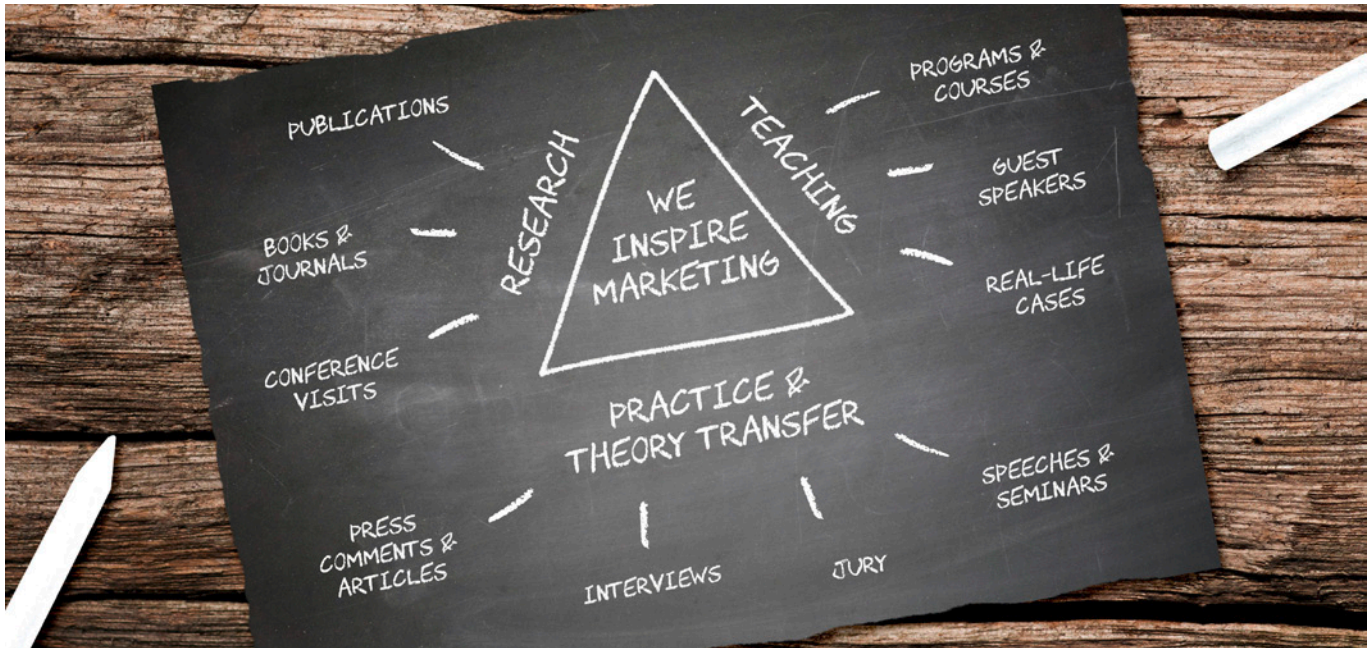 PUBLICATIONS
BOOKS &
JOURNALS
CONFERENCE
VISITS
RESEARCH
WE
INSPIRE
MARKETING
TEACHING
PROGRAMS &
COURSES
GUEST
SPEAKERS
REAL-LIFE
CASES
PRACTICE &
THEORY TRANSFER
PRESS
COMMENTS &
ARTICLES
INTERVIEWS
JURY
SPEECHES &
SEMINARS